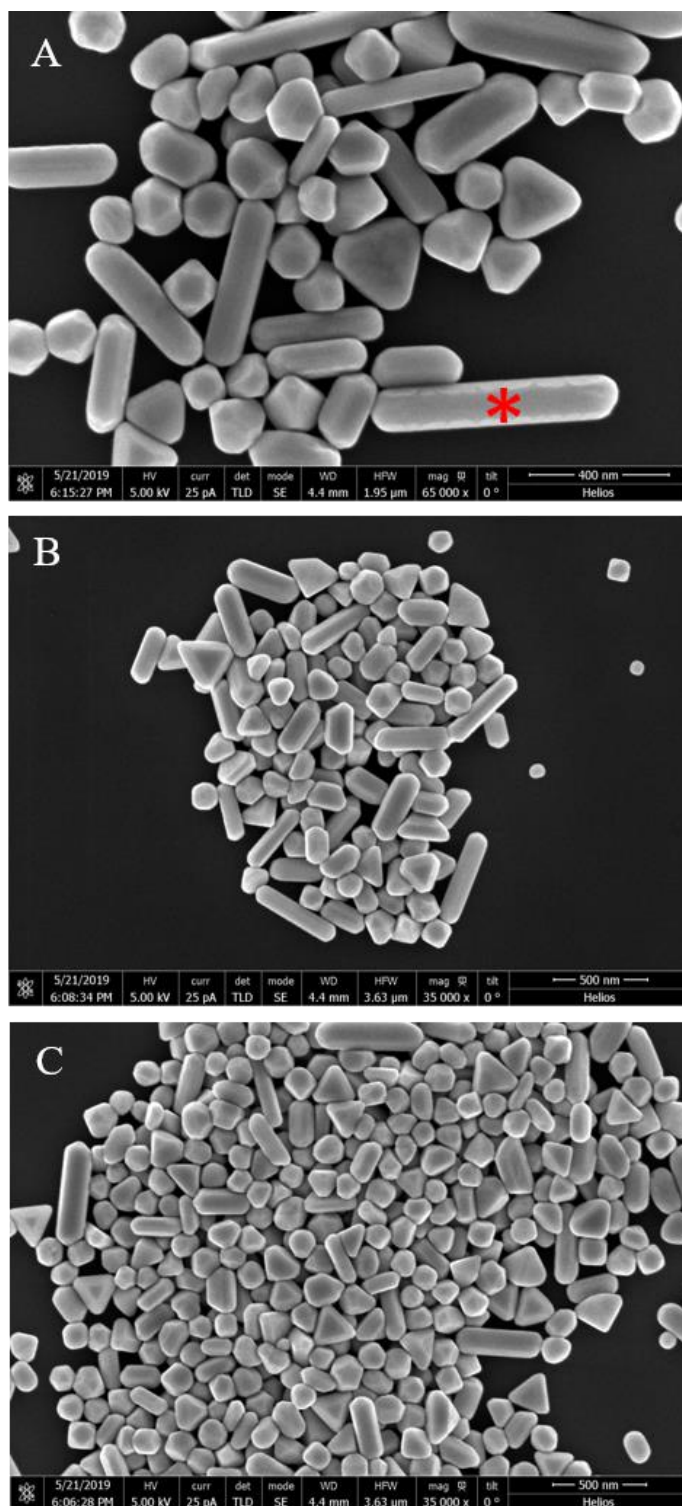 A
*
5/21/2019 HV curr det mode WD HFW mag tilt 400 nm
6:15:27 PM 5.00 kV 25 pA TLD SE 4.4 mm 1.95 µm 65 000 x 0 ° Helios
B
5/21/2019 HV curr det mode WD HFW mag tilt 500 nm
6:08:34 PM 5.00 kV 25 pA TLD SE 4.4 mm 3.63 µm 35 000 x 0 ° Helios
C
5/21/2019 HV curr det mode WD HFW mag tilt 500 nm
6:06:28 PM 5.00 kV 25 pA TLD SE 4.4 mm 3.63 µm 35 000 x 0 ° Helios